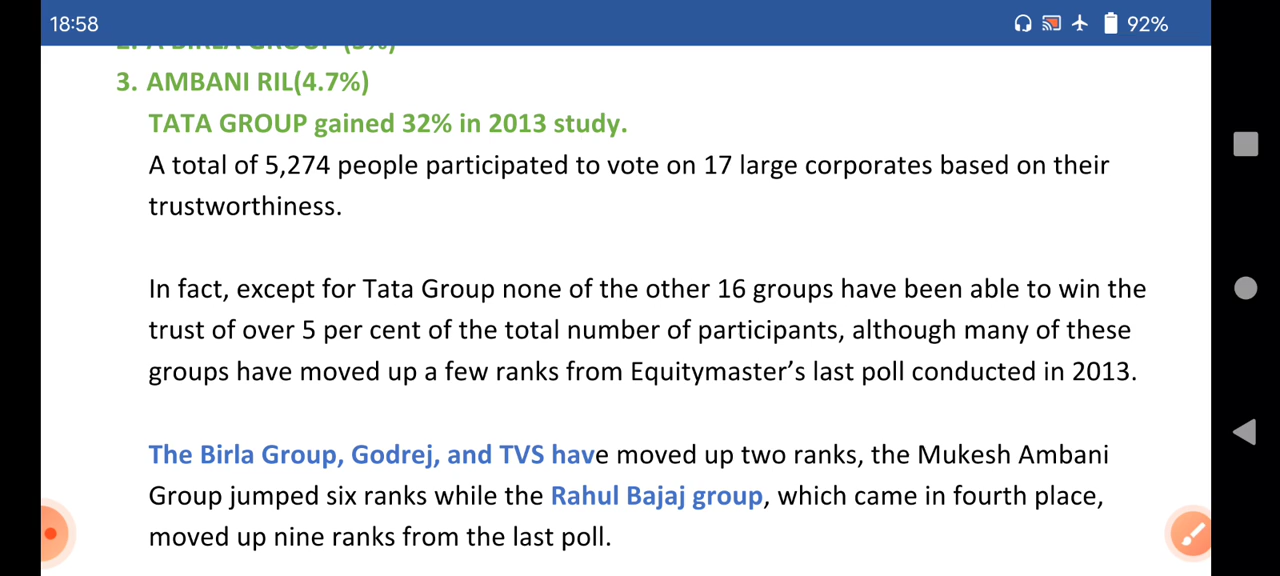 18:58
92%
2. A BIRLA GROUP (5%)
3. AMBANI RIL(4.7%)
TATA GROUP gained 32% in 2013 study.
A total of 5,274 people participated to vote on 17 large corporates based on their
trustworthiness.
In fact, except for Tata Group none of the other 16 groups have been able to win the
trust of over 5 per cent of the total number of participants, although many of these
groups have moved up a few ranks from Equitymaster’s last poll conducted in 2013.
The Birla Group, Godrej, and TVS have moved up two ranks, the Mukesh Ambani
Group jumped six ranks while the Rahul Bajaj group, which came in fourth place,
moved up nine ranks from the last poll.